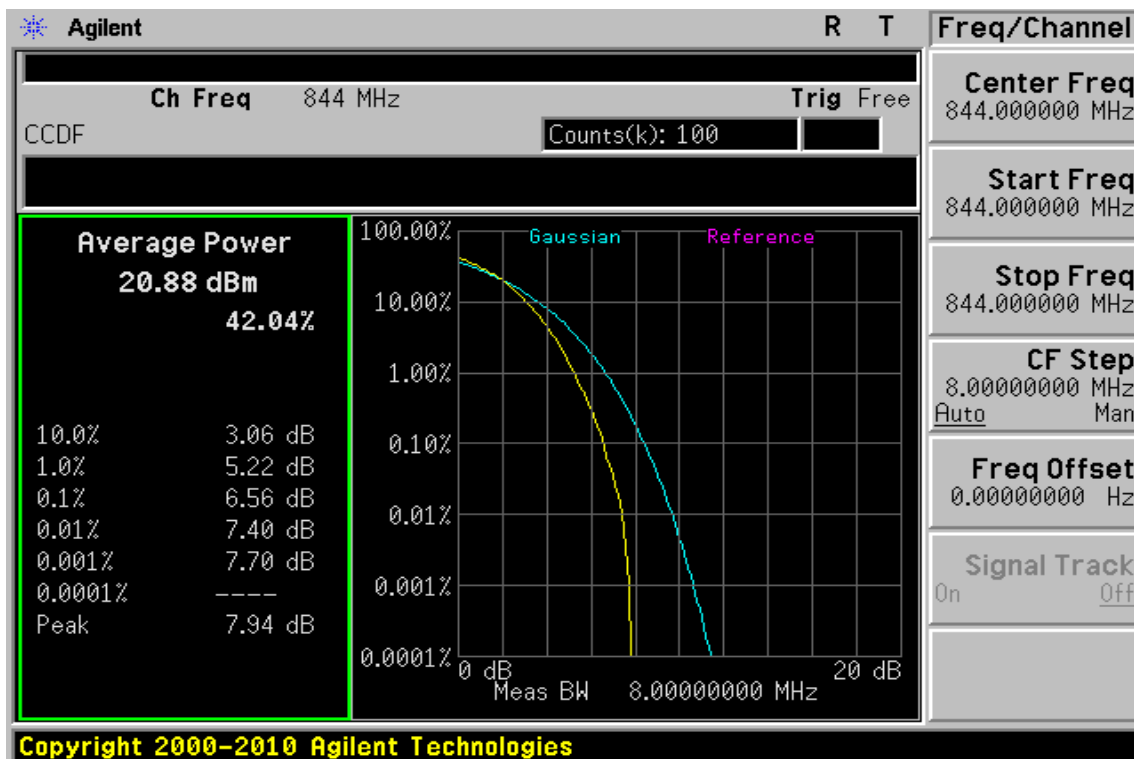 Agilent R T
Ch Freq 844 MHz Trig Free
CCDF Counts(k): 100
Average Power
20.88 dBm
42.04%
10.0% 3.06 dB
1.0% 5.22 dB
0.1% 6.56 dB
0.01% 7.40 dB
0.001% 7.70 dB
0.0001% ----
Peak 7.94 dB
Gaussian Reference
100.00%
10.00%
1.00%
0.10%
0.01%
0.001%
0.0001%
0 dB 20 dB
Meas BW 8.00000000 MHz
Freq/Channel
Center Freq
844.000000 MHz
Start Freq
844.000000 MHz
Stop Freq
844.000000 MHz
CF Step
8.00000000 MHz
Auto Man
Freq Offset
0.00000000 Hz
Signal Track
On Off
Copyright 2000-2010 Agilent Technologies